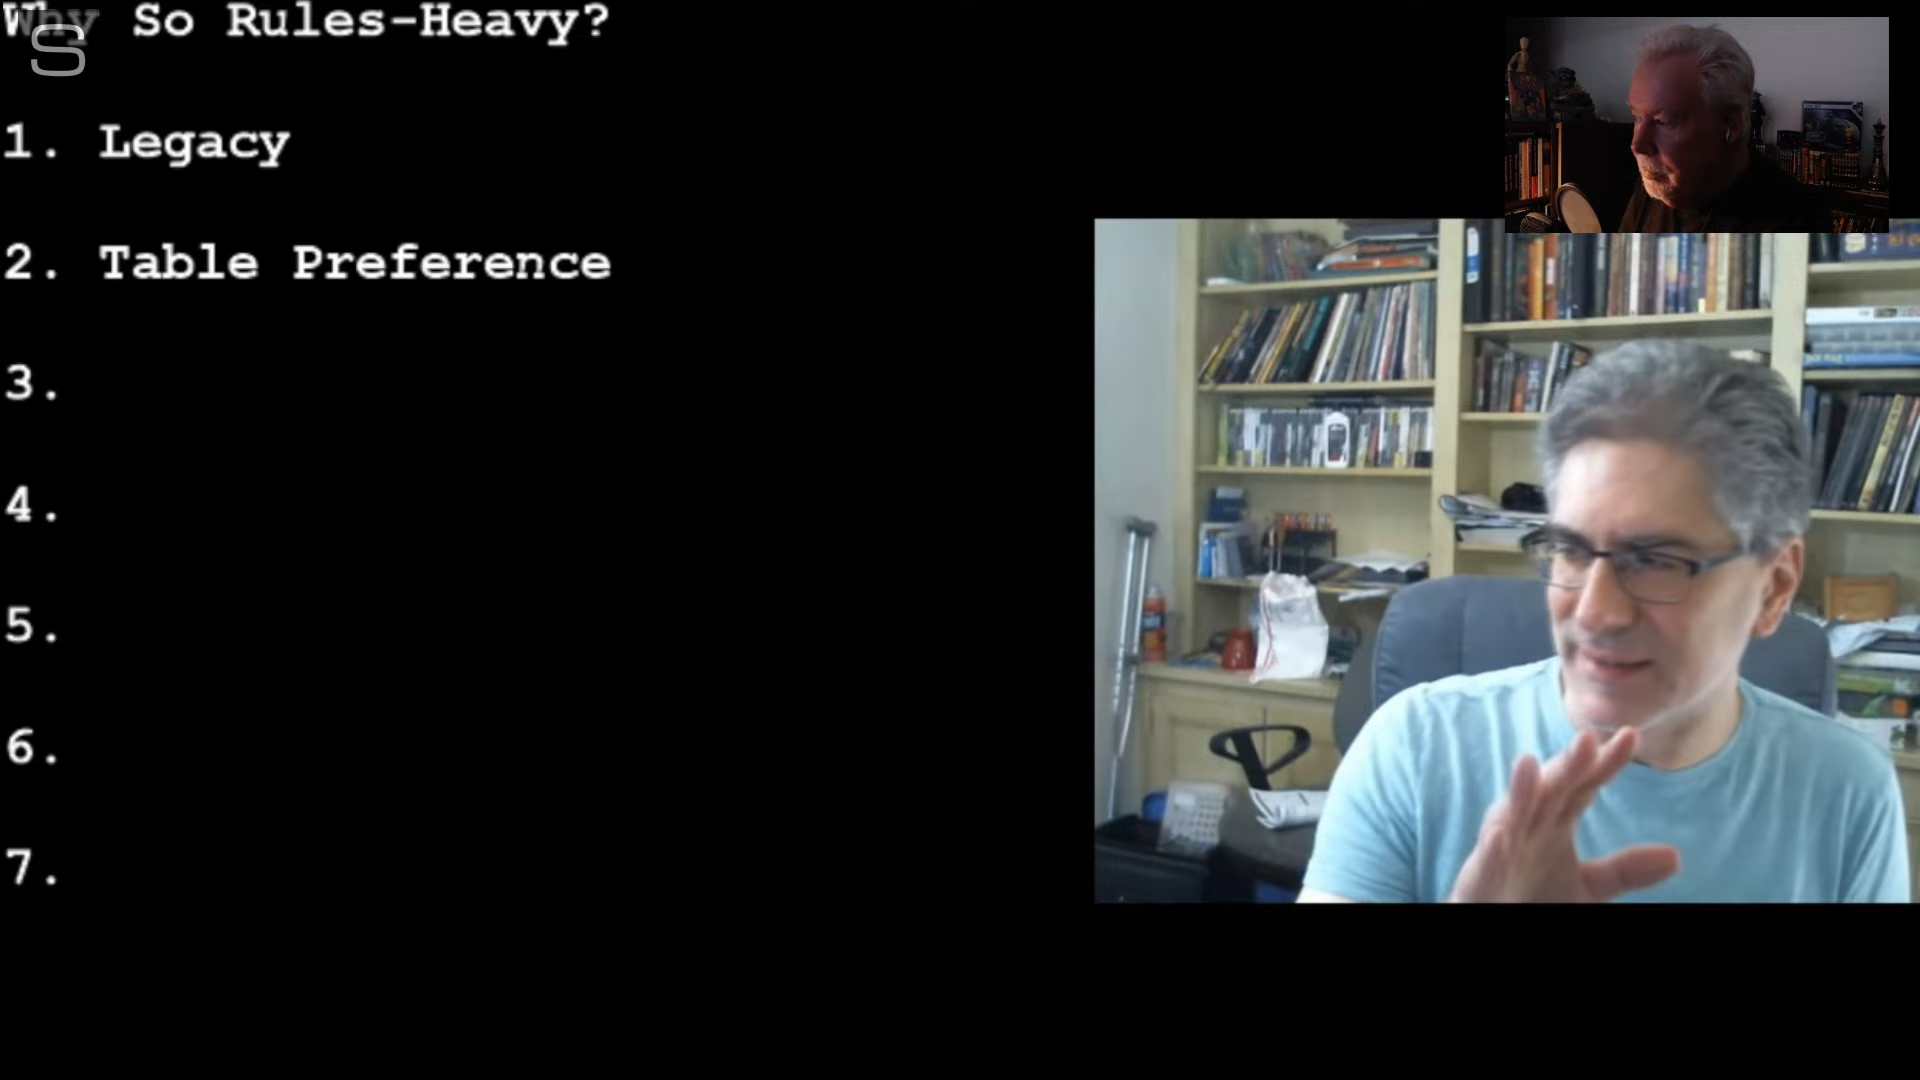 Why So Rules-Heavy?
S
1. Legacy
2. Table Preference
3.
4.
5.
6.
7.